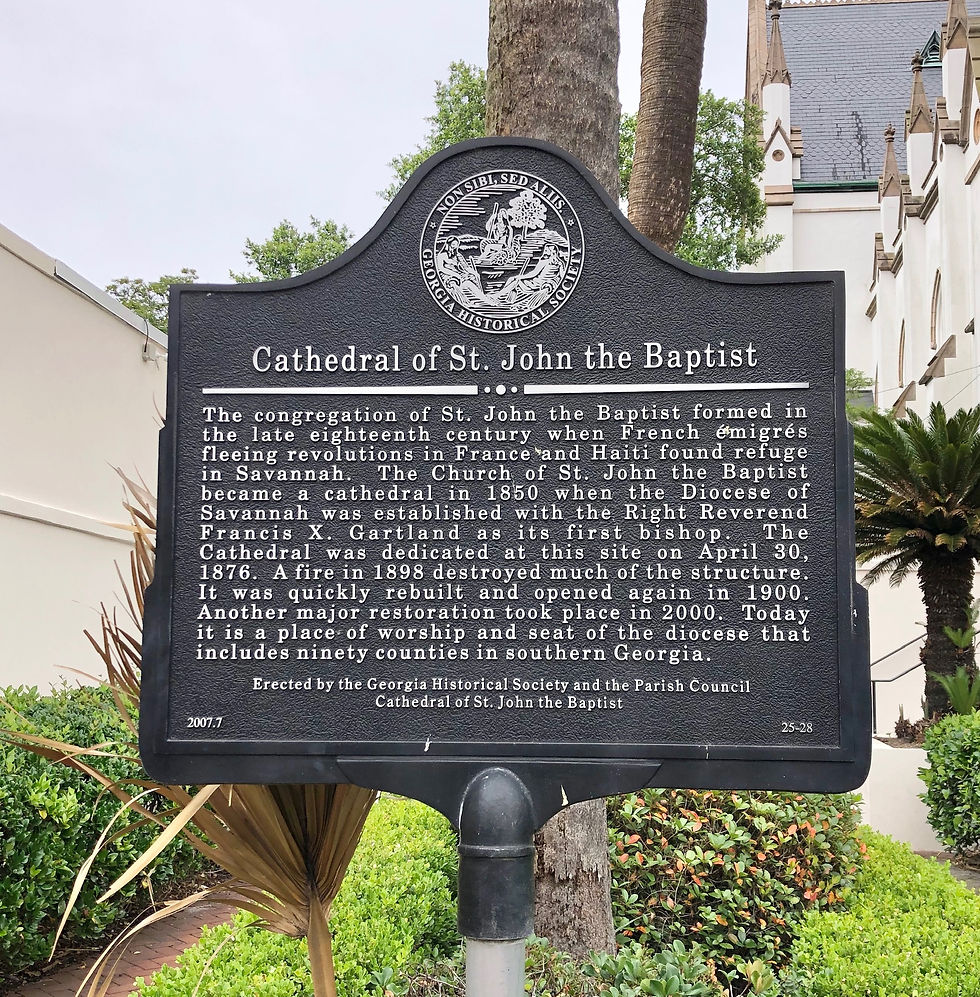 NON SIBI, SED ALIIS.
GEORGIA HISTORICAL SOCIETY
Cathedral of St. John the Baptist
The congregation of St. John the Baptist formed in
the late eighteenth century when French émigrés
fleeing revolutions in France and Haiti found refuge
in Savannah. The Church of St. John the Baptist
became a cathedral in 1850 when the Diocese of
Savannah was established with the Right Reverend
Francis X. Gartland as its first bishop. The
Cathedral was dedicated at this site on April 30,
1876. A fire in 1898 destroyed much of the structure.
It was quickly rebuilt and opened again in 1900.
Another major restoration took place in 2000. Today
it is a place of worship and seat of the diocese that
includes ninety counties in southern Georgia.
Erected by the Georgia Historical Society and the Parish Council
Cathedral of St. John the Baptist
2007.7 25-28